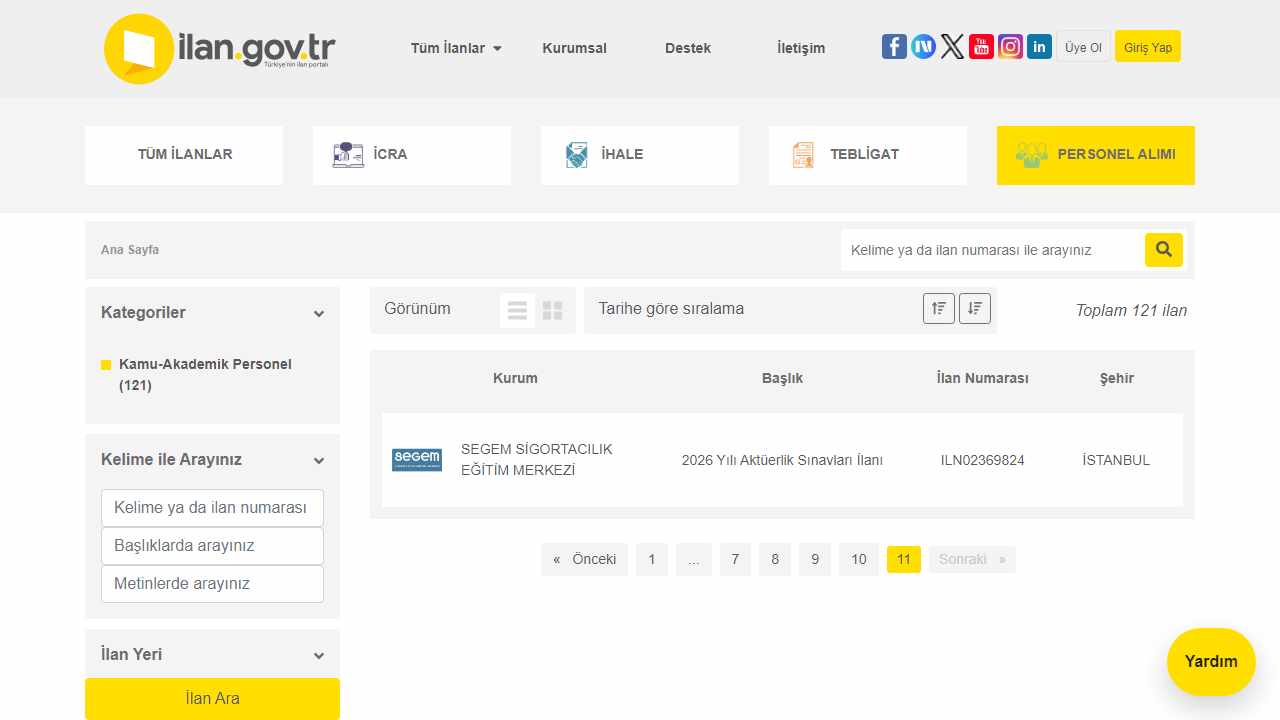 ilan.gov.tr
Türkiye'nin ilan portalı
Tüm İlanlar
Kurumsal
Destek
İletişim
You
Tube
in
Üye Ol
Giriş Yap
TÜM İLANLAR
İCRA
İHALE
TEBLİGAT
PERSONEL ALIMI
Ana Sayfa
Kelime ya da ilan numarası ile arayınız
Kategoriler
Kamu-Akademik Personel
(121)
Kelime ile Arayınız
Kelime ya da ilan numarası
Başlıklarda arayınız
Metinlerde arayınız
İlan Yeri
İlan Ara
Görünüm
Tarihe göre sıralama
Toplam 121 ilan
Kurum
Başlık
İlan Numarası
Şehir
segem
SEGEM SİGORTACILIK
EĞİTİM MERKEZİ
2026 Yılı Aktüerlik Sınavları İlanı
ILN02369824
İSTANBUL
« Önceki
1
...
7
8
9
10
11
Sonraki »
Yardım